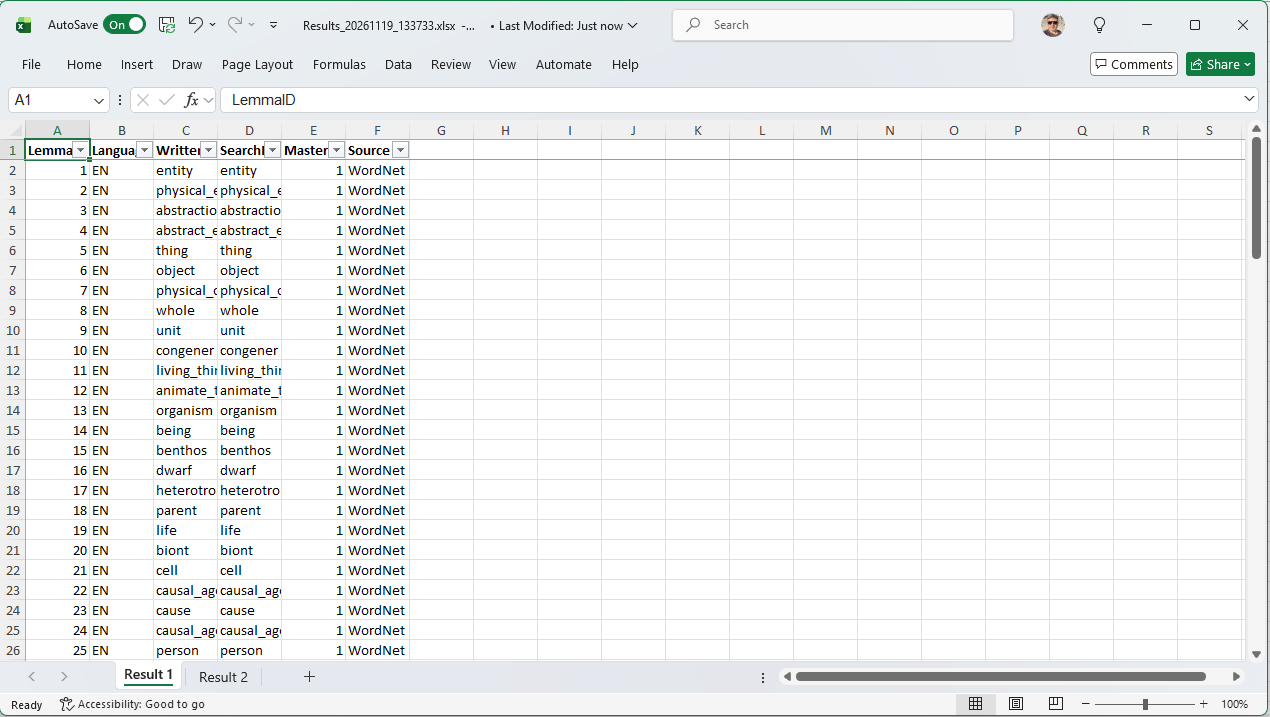 AutoSave On Results_20261119_133733.xlsx -... • Last Modified: Just now Search
File Home Insert Draw Page Layout Formulas Data Review View Automate Help Comments Share
A1 fx LemmaID
A B C D E F G H I J K L M N O P Q R S
1 Lemma Langua Writter SearchI Master Source
2 1 EN entity entity 1 WordNet
3 2 EN physical_e physical_e 1 WordNet
4 3 EN abstractio abstractio 1 WordNet
5 4 EN abstract_e abstract_e 1 WordNet
6 5 EN thing thing 1 WordNet
7 6 EN object object 1 WordNet
8 7 EN physical_o physical_o 1 WordNet
9 8 EN whole whole 1 WordNet
10 9 EN unit unit 1 WordNet
11 10 EN congener congener 1 WordNet
12 11 EN living_thin living_thin 1 WordNet
13 12 EN animate_t animate_t 1 WordNet
14 13 EN organism organism 1 WordNet
15 14 EN being being 1 WordNet
16 15 EN benthos benthos 1 WordNet
17 16 EN dwarf dwarf 1 WordNet
18 17 EN heterotro heterotro 1 WordNet
19 18 EN parent parent 1 WordNet
20 19 EN life life 1 WordNet
21 20 EN biont biont 1 WordNet
22 21 EN cell cell 1 WordNet
23 22 EN causal_age causal_age 1 WordNet
24 23 EN cause cause 1 WordNet
25 24 EN causal_age causal_age 1 WordNet
26 25 EN person person 1 WordNet
Result 1 Result 2
Ready Accessibility: Good to go 100%